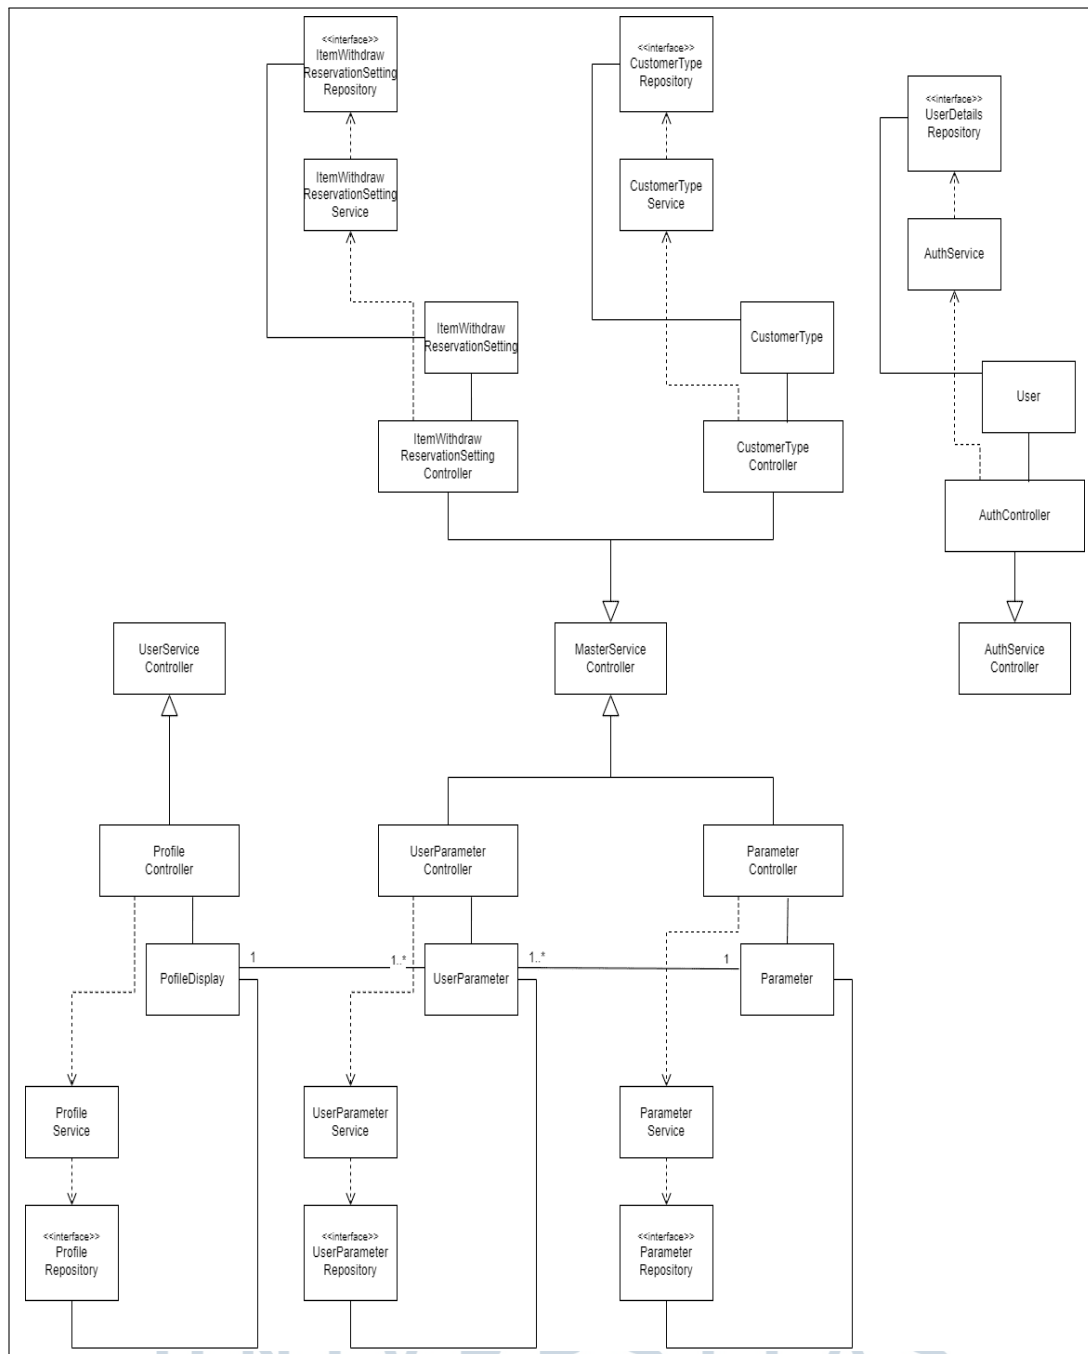 <<interface>>
ItemWithdraw
ReservationSetting
Repository
<<interface>>
CustomerType
Repository
<<interface>>
UserDetails
Repository
ItemWithdraw
ReservationSetting
Service
CustomerType
Service
AuthService
ItemWithdraw
ReservationSetting
CustomerType
User
ItemWithdraw
ReservationSetting
Controller
CustomerType
Controller
AuthController
UserService
Controller
MasterService
Controller
AuthService
Controller
Profile
Controller
UserParameter
Controller
Parameter
Controller
PofileDisplay
1
1..*
UserParameter
1..*
1
Parameter
Profile
Service
UserParameter
Service
Parameter
Service
<<interface>>
Profile
Repository
<<interface>>
UserParameter
Repository
<<interface>>
Parameter
Repository